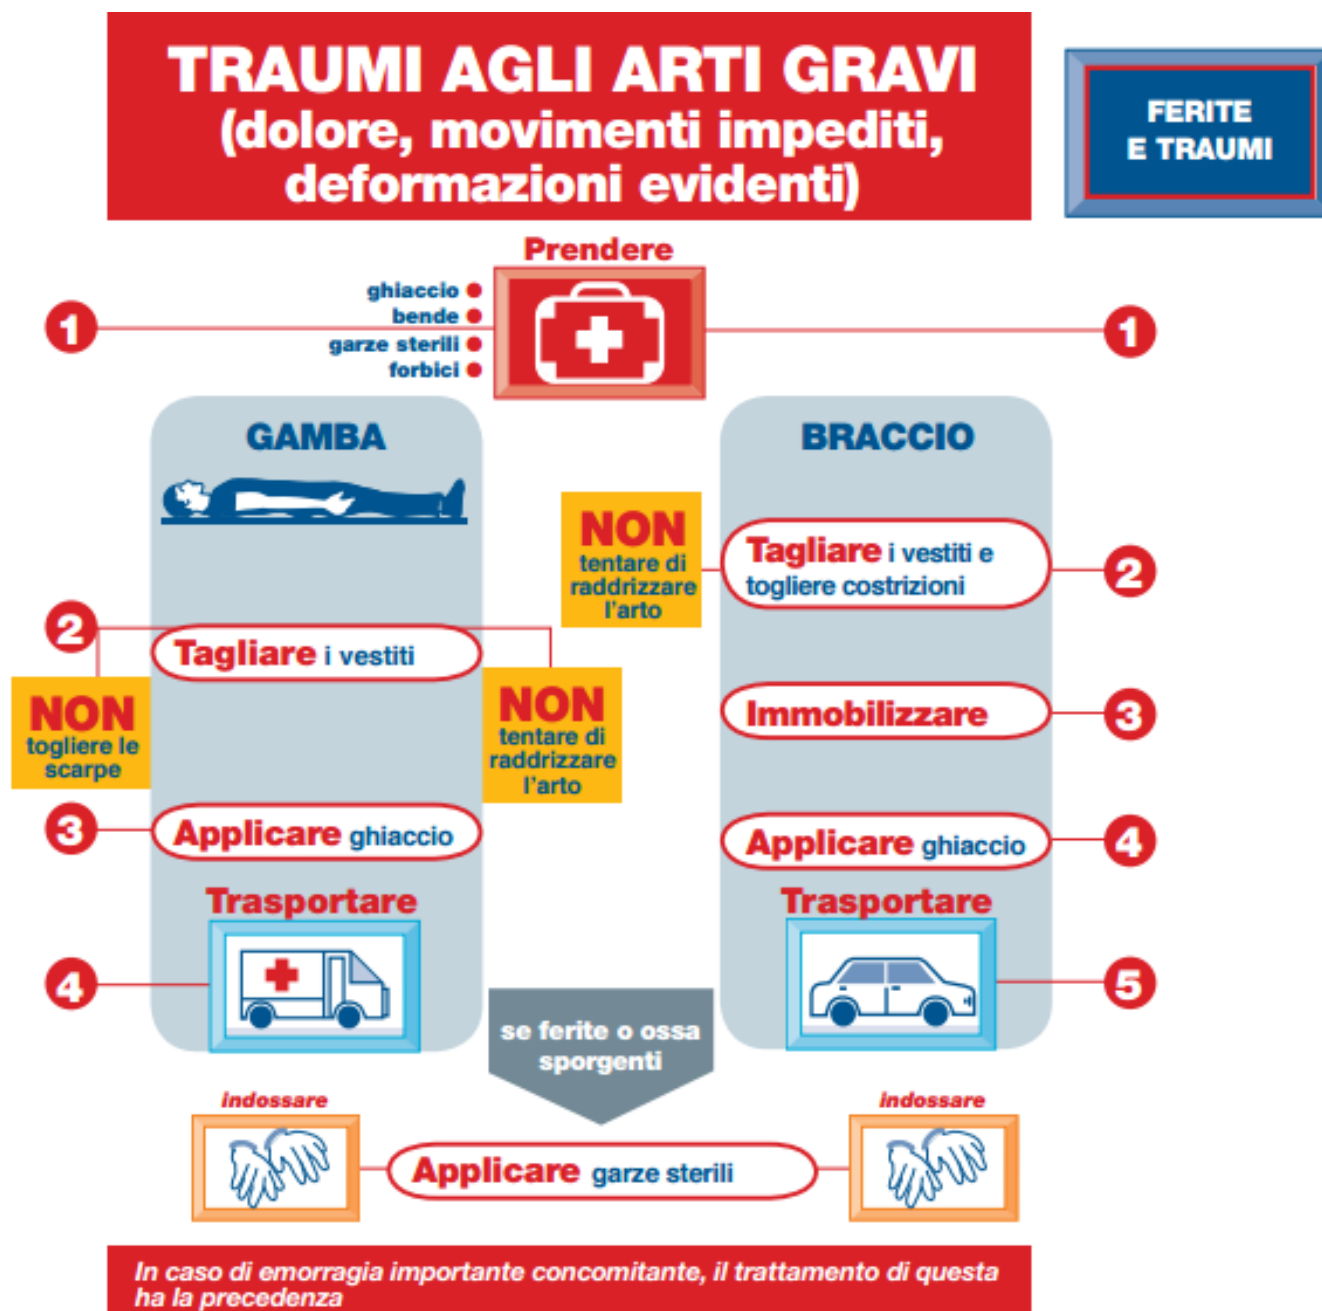 TRAUMI AGLI ARTI GRAVI
(dolore, movimenti impediti,
deformazioni evidenti)
FERITE
E TRAUMI
Prendere
ghiaccio
bende
garze sterili
forbici
1
1
GAMBA
2
Tagliare i vestiti
NON
togliere le
scarpe
NON
tentare di
raddrizzare
l'arto
3
Applicare ghiaccio
Trasportare
4
BRACCIO
NON
tentare di
raddrizzare
l'arto
Tagliare i vestiti e
togliere costrizioni
2
Immobilizzare
3
Applicare ghiaccio
4
Trasportare
5
se ferite o ossa
sporgenti
indossare
Applicare garze sterili
indossare
In caso di emorragia importante concomitante, il trattamento di questa
ha la precedenza